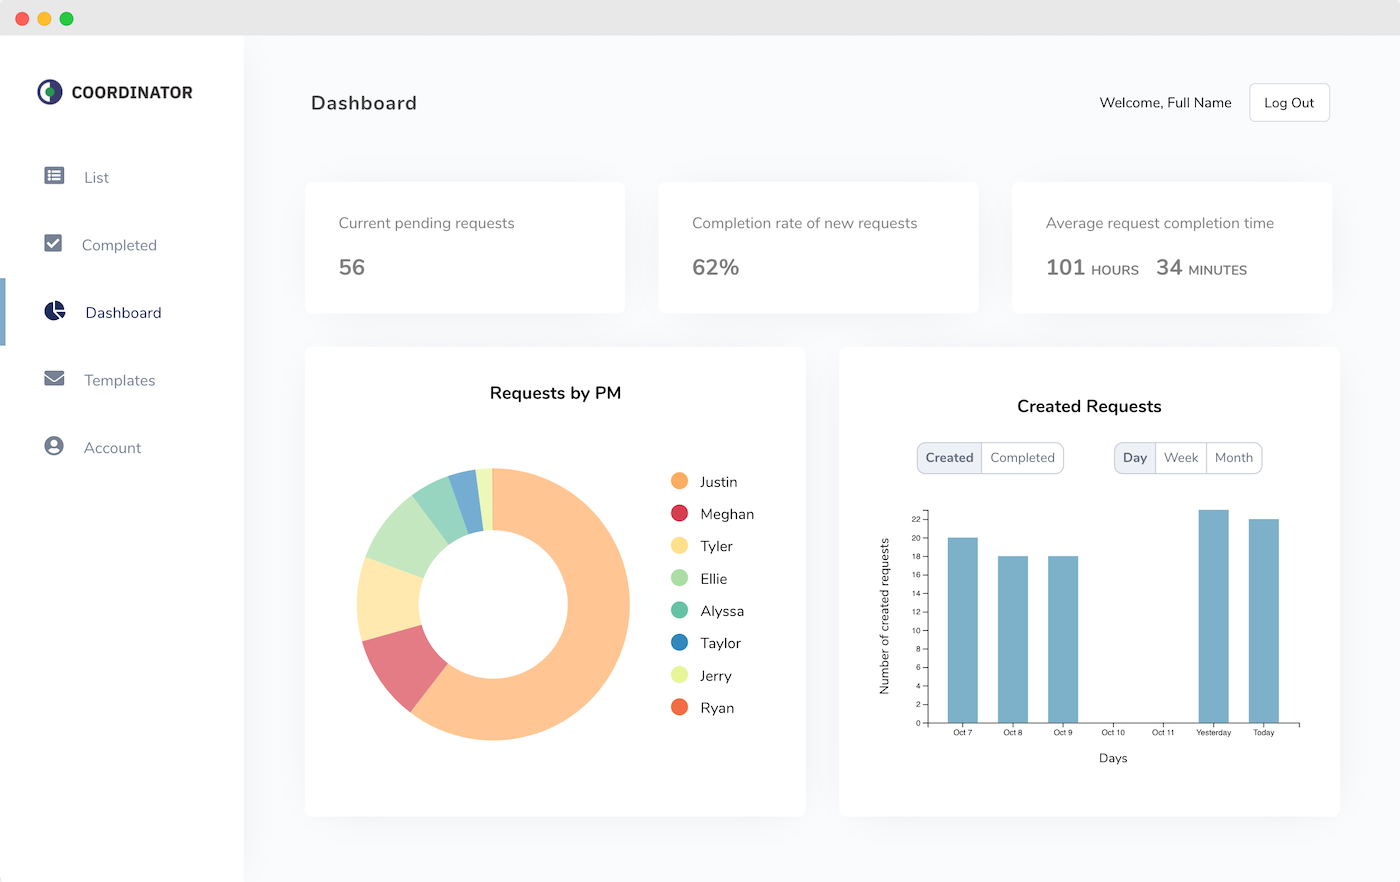 COORDINATOR
List
Completed
Dashboard
Templates
Account
Dashboard
Welcome, Full Name
Log Out
Current pending requests
56
Completion rate of new requests
62%
Average request completion time
101 HOURS 34 MINUTES
Requests by PM
Justin
Meghan
Tyler
Ellie
Alyssa
Taylor
Jerry
Ryan
Created Requests
Created Completed
Day Week Month
Number of created requests
22
20
18
16
14
12
10
8
6
4
2
0
Oct 7 Oct 8 Oct 9 Oct 10 Oct 11 Yesterday Today
Days